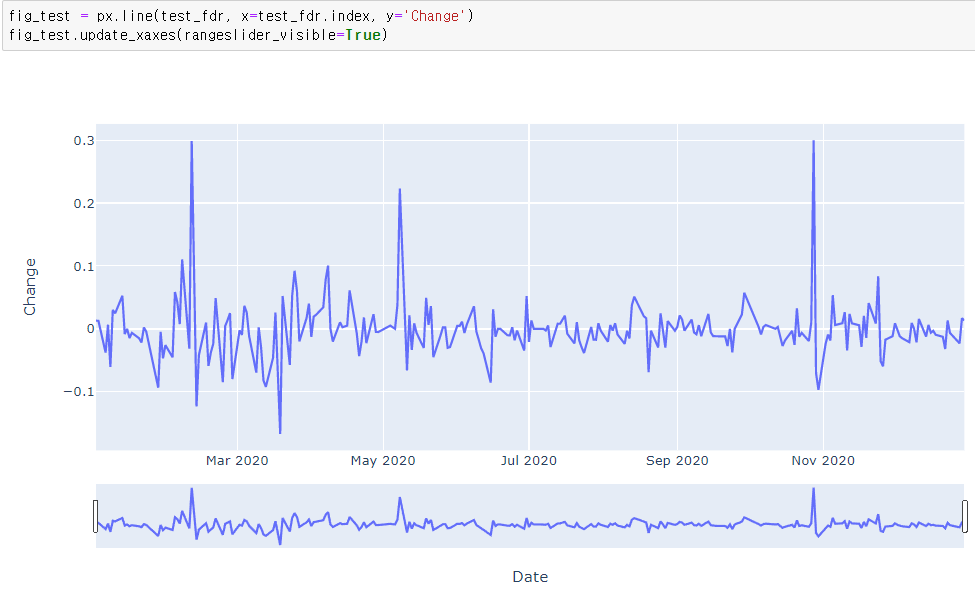 fig_test = px.line(test_fdr, x=test_fdr.index, y='Change')
fig_test.update_xaxes(rangeslider_visible=True)
0.3
0.2
0.1
0
−0.1
Change
Mar 2020
May 2020
Jul 2020
Sep 2020
Nov 2020
Date